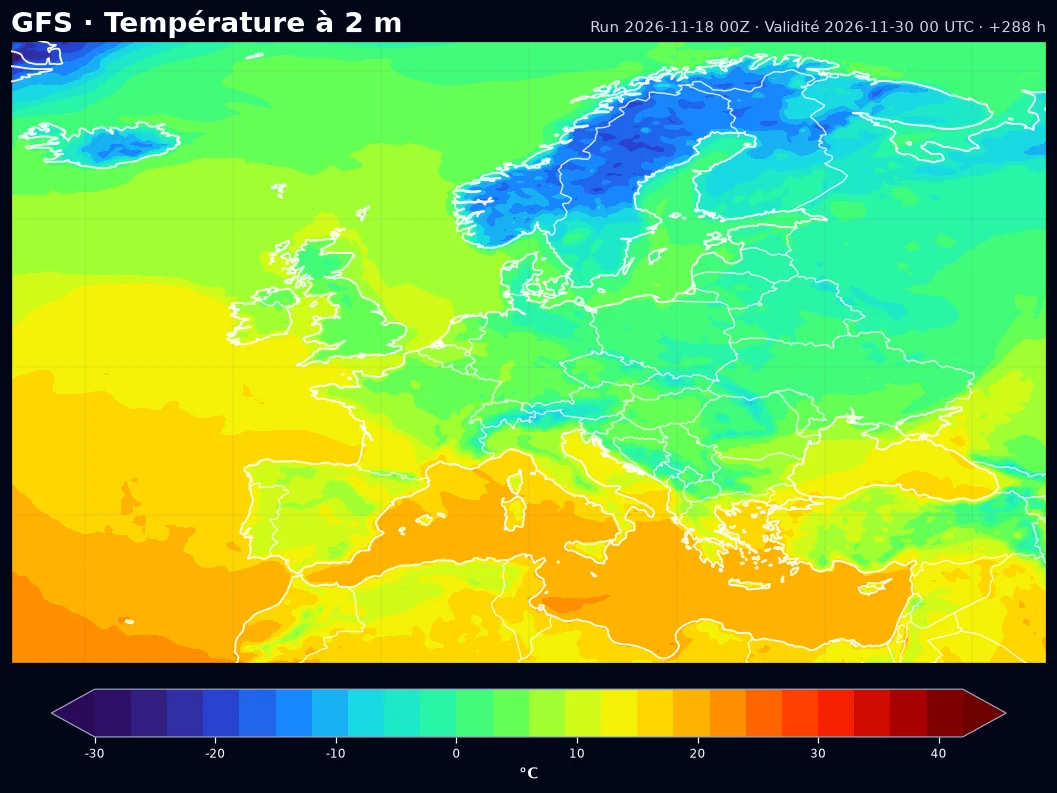 GFS · Température à 2 m
Run 2026-11-18 00Z · Validité 2026-11-30 00 UTC · +288 h
-30 -20 -10 0 10 20 30 40
°C